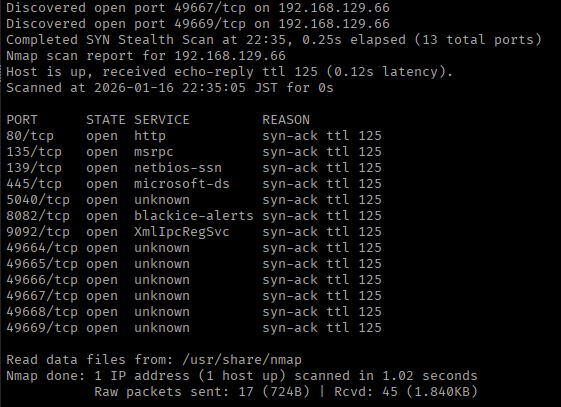 Discovered open port 49667/tcp on 192.168.129.66
Discovered open port 49669/tcp on 192.168.129.66
Completed SYN Stealth Scan at 22:35, 0.25s elapsed (13 total ports)
Nmap scan report for 192.168.129.66
Host is up, received echo-reply ttl 125 (0.12s latency).
Scanned at 2026-01-16 22:35:05 JST for 0s

PORT      STATE SERVICE         REASON
80/tcp    open  http            syn-ack ttl 125
135/tcp   open  msrpc           syn-ack ttl 125
139/tcp   open  netbios-ssn     syn-ack ttl 125
445/tcp   open  microsoft-ds    syn-ack ttl 125
5040/tcp  open  unknown         syn-ack ttl 125
8082/tcp  open  blackice-alerts syn-ack ttl 125
9092/tcp  open  XmlIpcRegSvc    syn-ack ttl 125
49664/tcp open  unknown         syn-ack ttl 125
49665/tcp open  unknown         syn-ack ttl 125
49666/tcp open  unknown         syn-ack ttl 125
49667/tcp open  unknown         syn-ack ttl 125
49668/tcp open  unknown         syn-ack ttl 125
49669/tcp open  unknown         syn-ack ttl 125

Read data files from: /usr/share/nmap
Nmap done: 1 IP address (1 host up) scanned in 1.02 seconds
           Raw packets sent: 17 (724B) | Rcvd: 45 (1.840KB)